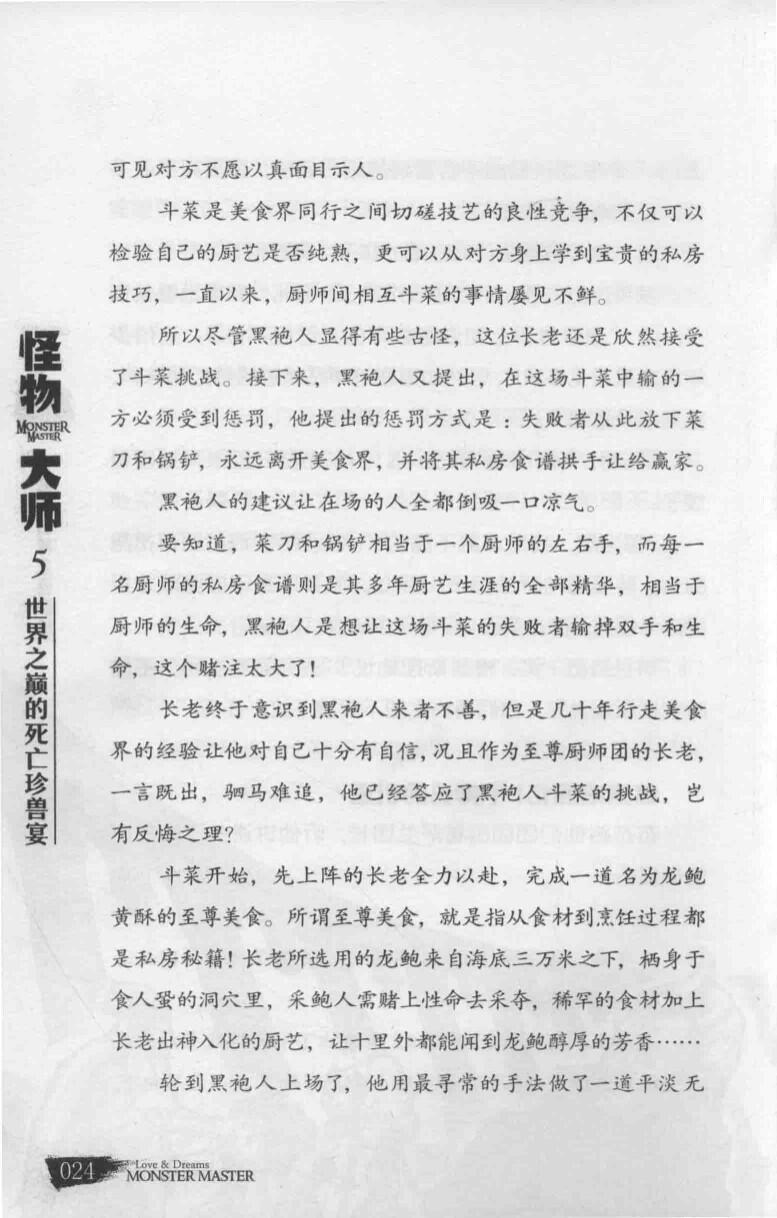 可见对方不愿以真面目示人。
斗菜是美食界同行之间切磋技艺的良性竞争，不仅可以
检验自己的厨艺是否纯熟，更可以从对方身上学到宝贵的私房
技巧，一直以来，厨师间相互斗菜的事情屡见不鲜。
所以尽管黑袍人显得有些古怪，这位长老还是欣然接受
了斗菜挑战。接下来，黑袍人又提出，在这场斗菜中输的一
方必须受到惩罚，他提出的惩罚方式是：失败者从此放下菜
刀和锅铲，永远离开美食界，并将其私房食谱拱手让给赢家。
黑袍人的建议让在场的人全都倒吸一口凉气。
要知道，菜刀和锅铲相当于一个厨师的左右手，而每一
名厨师的私房食谱则是其多年厨艺生涯的全部精华，相当于
厨师的生命，黑袍人是想让这场斗菜的失败者输掉双手和生
命，这个赌注太大了！
长老终于意识到黑袍人来者不善，但是几十年行走美食
界的经验让他对自己十分有自信，况且作为至尊厨师团的长老，
一言既出，驷马难追，他已经答应了黑袍人斗菜的挑战，岂
有反悔之理？
斗菜开始，先上阵的长老全力以赴，完成一道名为龙鲍
黄酥的至尊美食。所谓至尊美食，就是指从食材到烹饪过程都
是私房秘籍！长老所选用的龙鲍来自海底三万米之下，栖身于
食人蛩的洞穴里，采鲍人需赌上性命去采夺，稀罕的食材加上
长老出神入化的厨艺，让十里外都能闻到龙鲍醇厚的芳香……
轮到黑袍人上场了，他用最寻常的手法做了一道平淡无
怪物
MONSTER
MASTER
大师
5
世界之巅的死亡珍兽宴
024
Love & Dreams
MONSTER MASTER